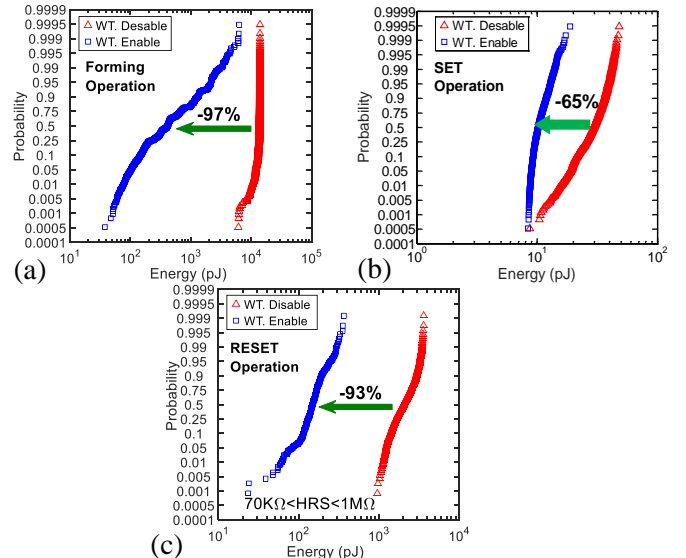 0.9999
0.9995
0.995
0.99
0.95
0.9
0.75
0.5
0.25
0.1
0.05
0.01
0.005
0.001
0.0005
0.0001
Probability
WT. Desable
WT. Enable
Forming
Operation
-97%
10^1 10^2 10^3 10^4 10^5
Energy (pJ)
(a)
0.9999
0.9995
0.995
0.99
0.95
0.9
0.75
0.5
0.25
0.1
0.05
0.01
0.005
0.001
0.0005
0.0001
Probability
WT. Desable
WT. Enable
SET
Operation
-65%
10^0 10^1 10^2
Energy (pJ)
(b)
0.9999
0.9995
0.995
0.99
0.95
0.9
0.75
0.5
0.25
0.1
0.05
0.01
0.005
0.001
0.0005
0.0001
Probability
WT. Disable
WT. Enable
RESET
Operation
-93%
70KΩ<HRS<1MΩ
10^1 10^2 10^3 10^4
Energy (pJ)
(c)